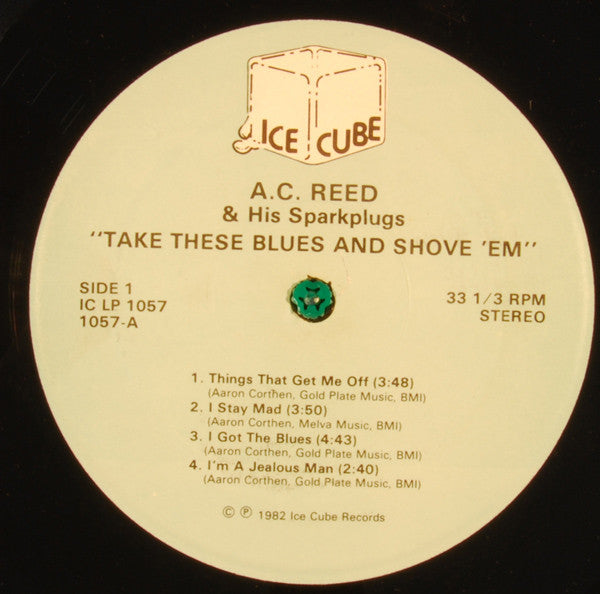 ICE CUBE
A.C. REED
& His Sparkplugs
"TAKE THESE BLUES AND SHOVE 'EM"
SIDE 1
IC LP 1057
1057-A
33 1/3 RPM
STEREO
1. Things That Get Me Off (3:48)
(Aaron Corthen, Gold Plate Music, BMI)
2. I Stay Mad (3:50)
(Aaron Corthen, Melva Music, BMI)
3. I Got The Blues (4:43)
(Aaron Corthen, Gold Plate Music, BMI)
4. I'm A Jealous Man (2:40)
(Aaron Corthen, Gold Plate Music, BMI)
© ℗ 1982 Ice Cube Records